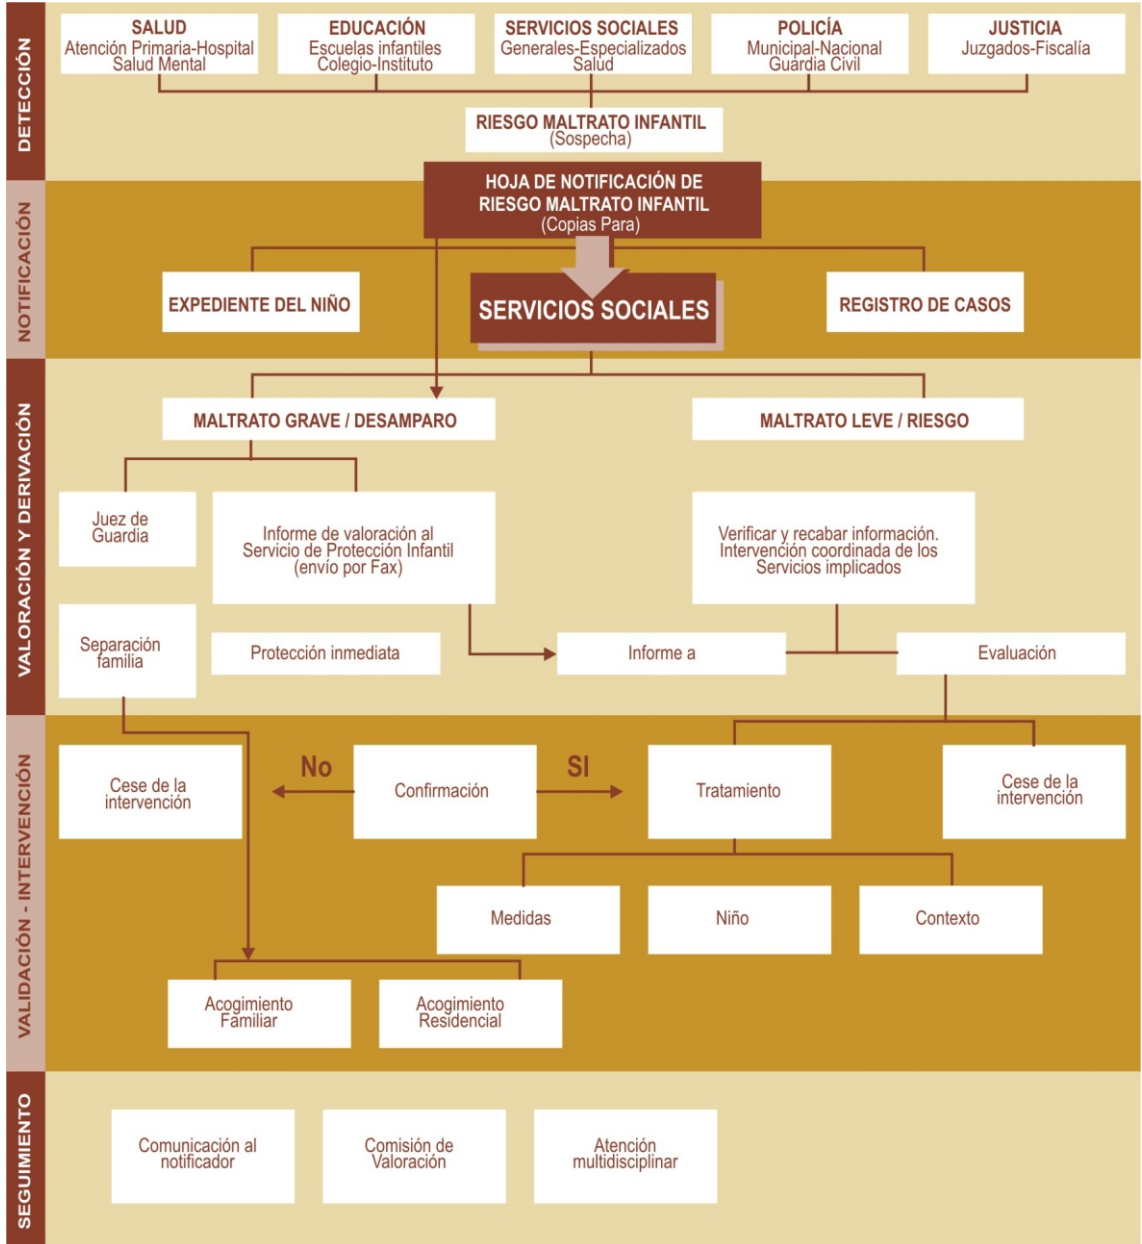 DETECCIÓN
SALUD
Atención Primaria-Hospital
Salud Mental
EDUCACIÓN
Escuelas infantiles
Colegio-Instituto
SERVICIOS SOCIALES
Generales-Especializados
Salud
POLICÍA
Municipal-Nacional
Guardia Civil
JUSTICIA
Juzgados-Fiscalía
RIESGO MALTRATO INFANTIL
(Sospecha)
NOTIFICACIÓN
HOJA DE NOTIFICACIÓN DE
RIESGO MALTRATO INFANTIL
(Copias Para)
EXPEDIENTE DEL NIÑO
SERVICIOS SOCIALES
REGISTRO DE CASOS
VALORACIÓN Y DERIVACIÓN
MALTRATO GRAVE / DESAMPARO
MALTRATO LEVE / RIESGO
Juez de
Guardia
Informe de valoración al
Servicio de Protección Infantil
(envío por Fax)
Verificar y recabar información.
Intervención coordinada de los
Servicios implicados
Separación
familia
Protección inmediata
Informe a
Evaluación
VALIDACIÓN - INTERVENCIÓN
Cese de la
intervención
No
Confirmación
SI
Tratamiento
Cese de la
intervención
Medidas
Niño
Contexto
Acogimiento
Familiar
Acogimiento
Residencial
SEGUIMIENTO
Comunicación al
notificador
Comisión de
Valoración
Atención
multidisciplinar